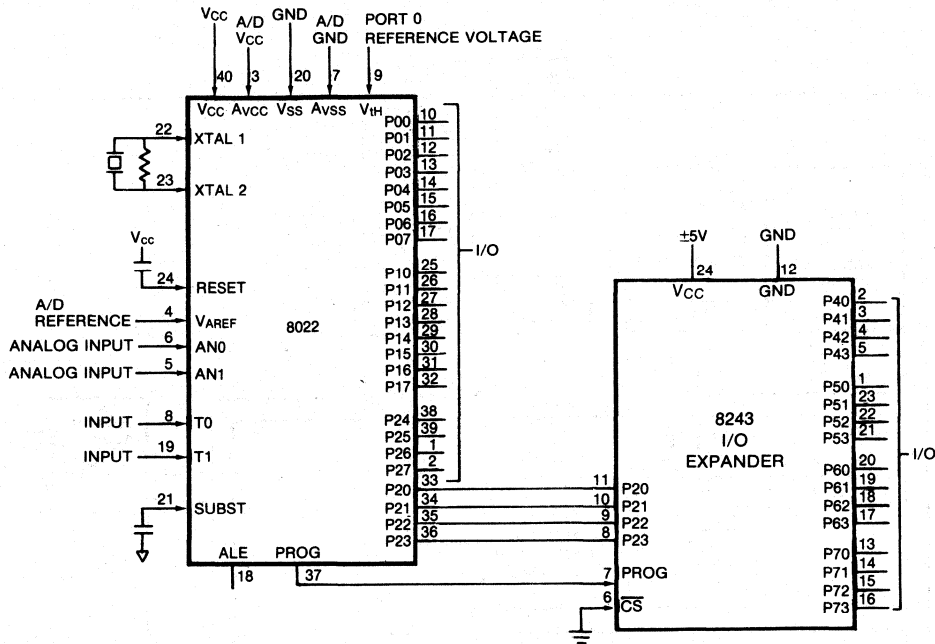 VCC A/D VCC GND A/D GND PORT 0 REFERENCE VOLTAGE
40 3 20 7 9
VCC AVCC VSS AVSS VtH
22 XTAL 1
23 XTAL 2
VCC
24 RESET
A/D REFERENCE 4 VAREF
ANALOG INPUT 6 AN0
ANALOG INPUT 5 AN1
INPUT 8 T0
INPUT 19 T1
21 SUBST
ALE PROG
18 37
8022
P00 10
P01 11
P02 12
P03 13
P04 14
P05 15
P06 16
P07 17
P10 25
P11 26
P12 27
P13 28
P14 29
P15 30
P16 31
P17 32
P24 38
P25 39
P26 1
P27 2
I/O
P20 33
P21 34
P22 35
P23 36
±5V GND
24 12
VCC GND
11 P20
10 P21
9 P22
8 P23
7 PROG
6 CS
8243
I/O
EXPANDER
P40 2
P41 3
P42 4
P43 5
P50 1
P51 23
P52 22
P53 21
P60 20
P61 19
P62 18
P63 17
P70 13
P71 14
P72 15
P73 16
I/O